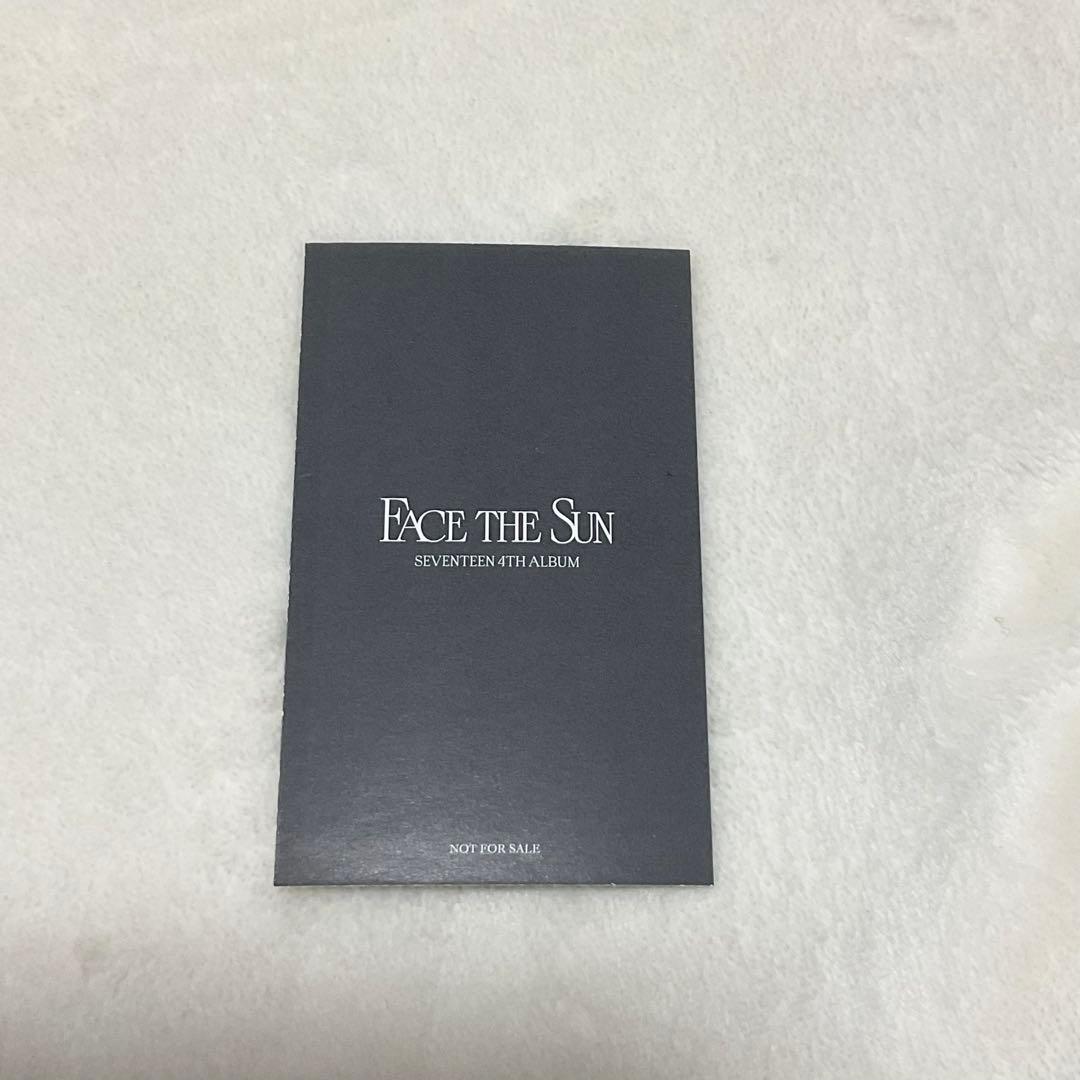 FACE THE SUN
SEVENTEEN 4TH ALBUM
NOT FOR SALE